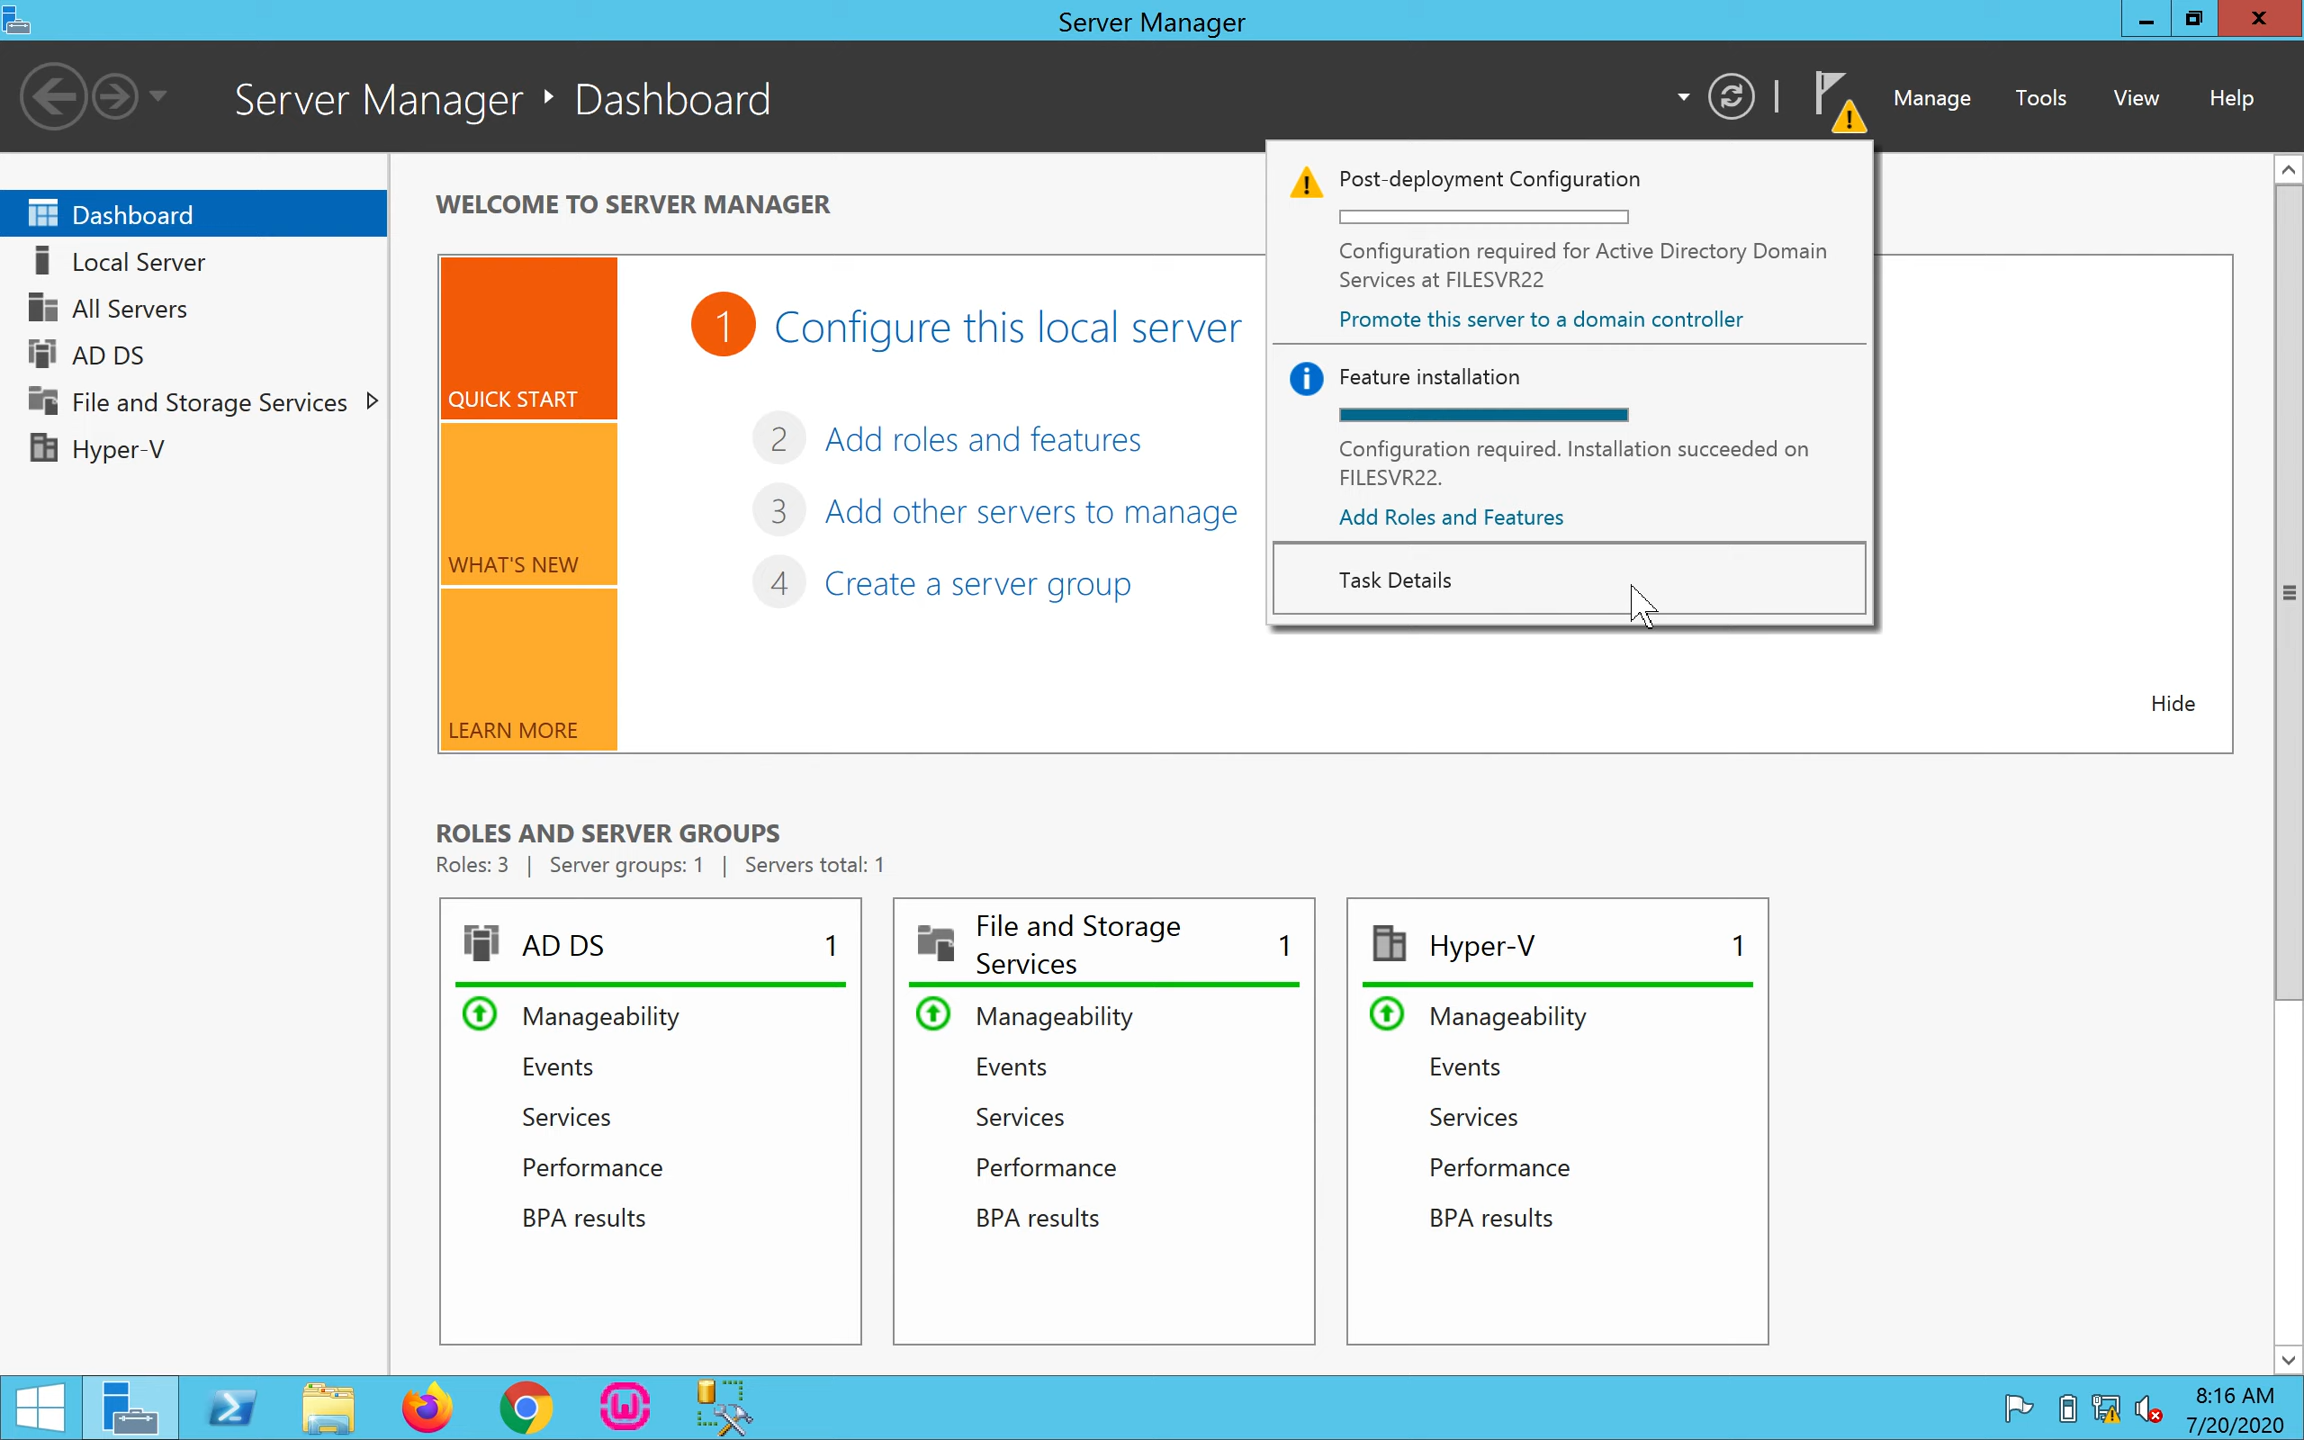 Server Manager
Server Manager Dashboard
Manage Tools View Help
Dashboard
Local Server
All Servers
AD DS
File and Storage Services
Hyper-V
WELCOME TO SERVER MANAGER
QUICK START
WHAT'S NEW
LEARN MORE
1 Configure this local server
2 Add roles and features
3 Add other servers to manage
4 Create a server group
Hide
Post-deployment Configuration
Configuration required for Active Directory Domain
Services at FILESVR22
Promote this server to a domain controller
Feature installation
Configuration required. Installation succeeded on
FILESVR22.
Add Roles and Features
Task Details
ROLES AND SERVER GROUPS
Roles: 3 | Server groups: 1 | Servers total: 1
AD DS 1
Manageability
Events
Services
Performance
BPA results
File and Storage
Services 1
Manageability
Events
Services
Performance
BPA results
Hyper-V 1
Manageability
Events
Services
Performance
BPA results
8:16 AM
7/20/2020